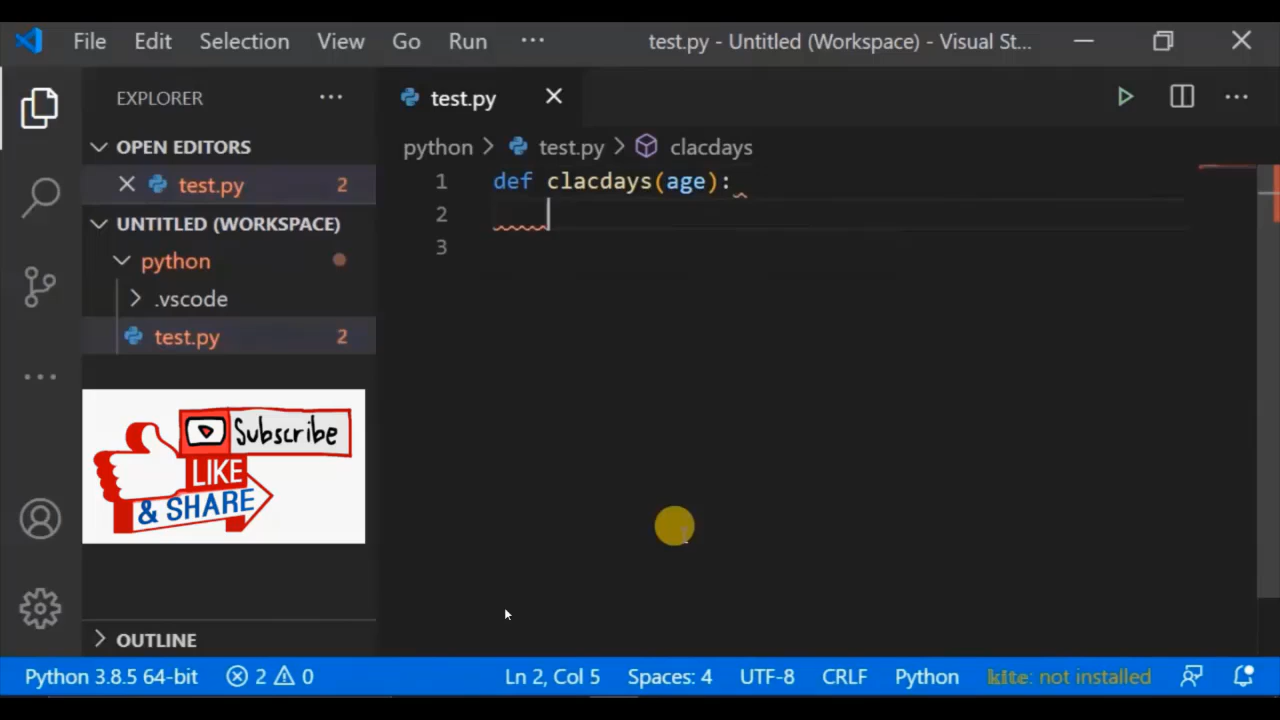 File Edit Selection View Go Run ··· test.py - Untitled (Workspace) - Visual St...
EXPLORER ···
test.py
OPEN EDITORS
python > test.py > clacdays
test.py 2
1 def clacdays(age):
UNTITLED (WORKSPACE)
2
python
3
.vscode
test.py 2
Subscribe
LIKE
& SHARE
OUTLINE
Python 3.8.5 64-bit 2 0 Ln 2, Col 5 Spaces: 4 UTF-8 CRLF Python kite: not installed